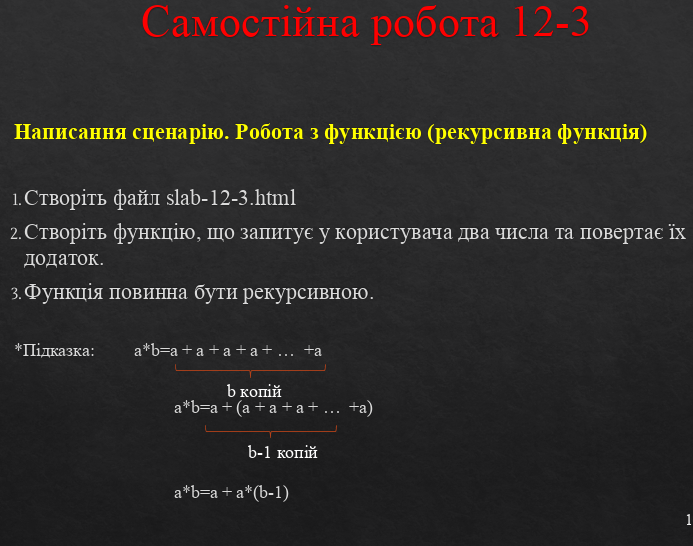 Самостійна робота 12-3
Написання сценарію. Робота з функцією (рекурсивна функція)
1.Створіть файл slab-12-3.html
2.Створіть функцію, що запитує у користувача два числа та повертає їх
додаток.
3.Функція повинна бути рекурсивною.
*Підказка: a*b=a + a + a + a + … +a
b копій
a*b=a + (a + a + a + … +a)
b-1 копій
a*b=a + a*(b-1)
1